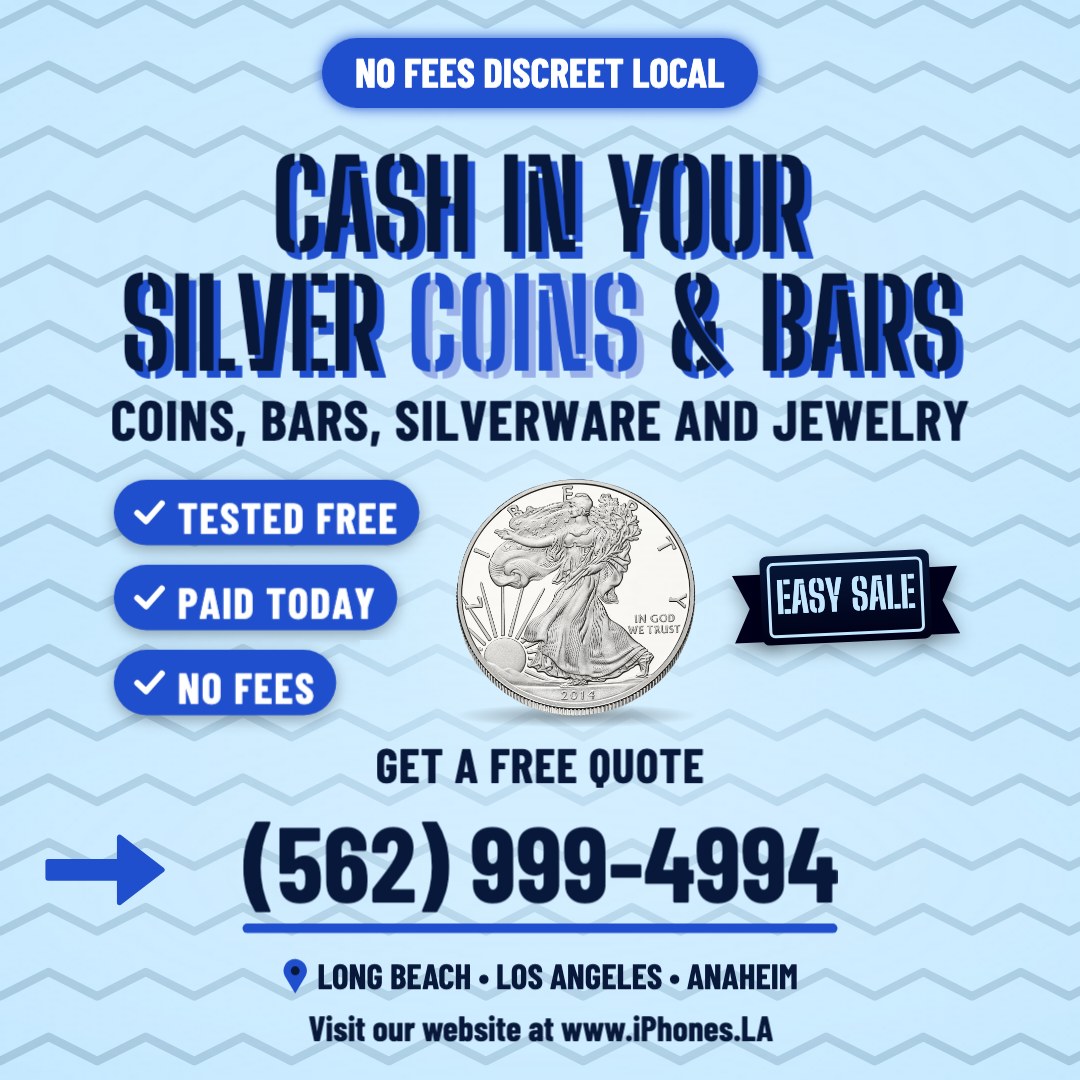 NO FEES DISCREET LOCAL
CASH IN YOUR
SILVER COINS & BARS
COINS, BARS, SILVERWARE AND JEWELRY
TESTED FREE
PAID TODAY
NO FEES
LIBERTY
IN GOD
WE TRUST
2014
EASY SALE
GET A FREE QUOTE
(562) 999-4994
LONG BEACH • LOS ANGELES • ANAHEIM
Visit our website at www.iPhones.LA